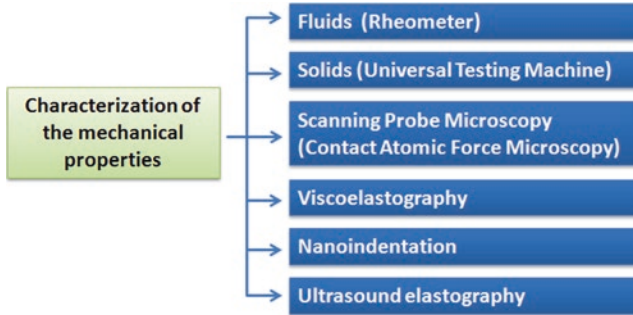 Characterization of
the mechanical
properties
Fluids (Rheometer)
Solids (Universal Testing Machine)
Scanning Probe Microscopy
(Contact Atomic Force Microscopy)
Viscoelastography
Nanoindentation
Ultrasound elastography